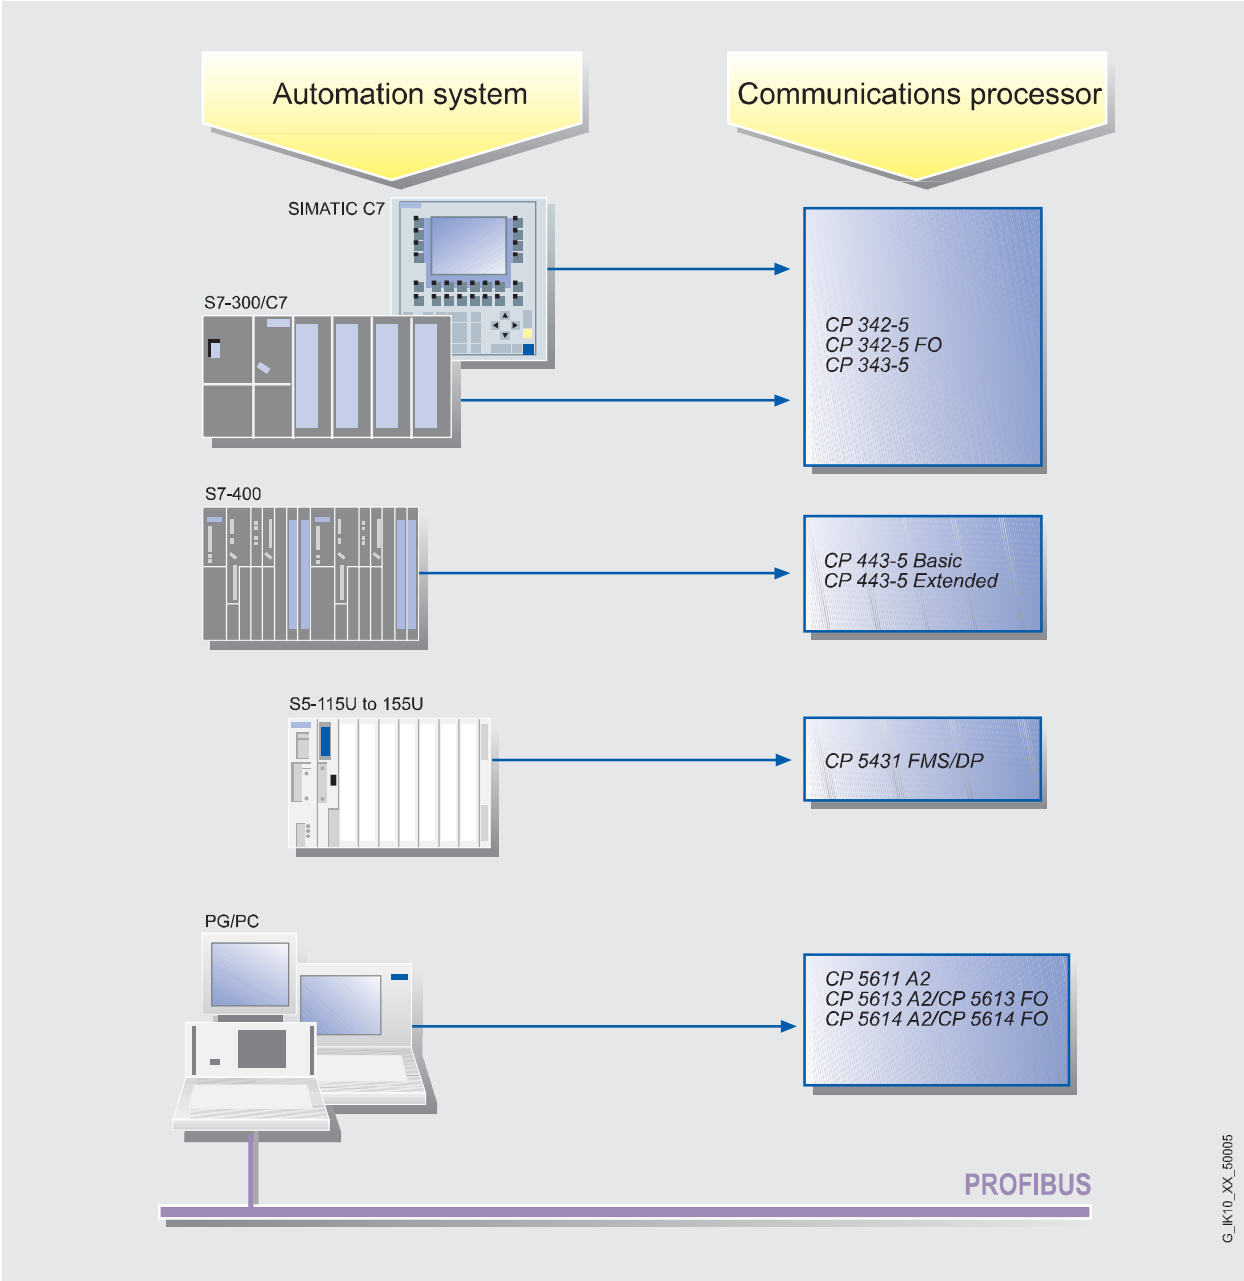 Automation system
Communications processor
SIMATIC C7
S7-300/C7
CP 342-5
CP 342-5 FO
CP 343-5
S7-400
CP 443-5 Basic
CP 443-5 Extended
S5-115U to 155U
CP 5431 FMS/DP
PG/PC
CP 5611 A2
CP 5613 A2/CP 5613 FO
CP 5614 A2/CP 5614 FO
PROFIBUS
G_IK10_XX_50005